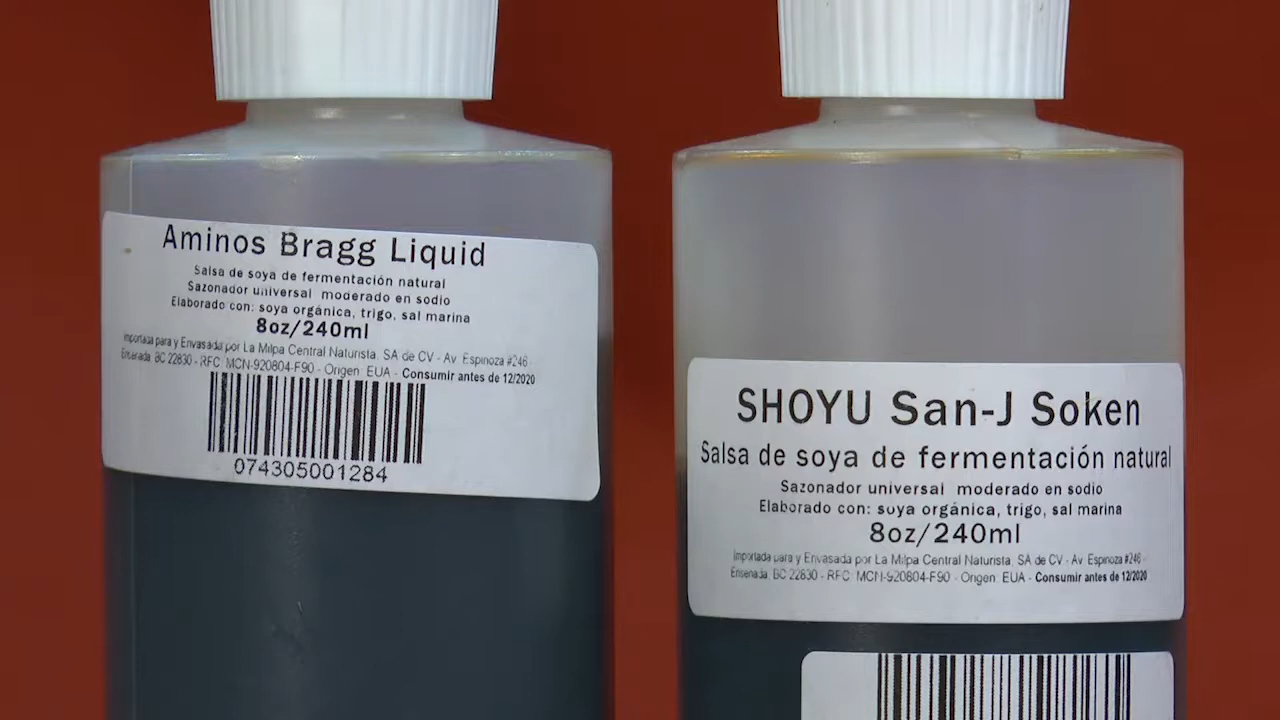 Aminos Bragg Liquid
Salsa de soya de fermentación natural
Sazonador universal moderado en sodio
Elaborado con: soya orgánica, trigo, sal marina
8oz/240ml
Importada para y Envasada por La Milpa Central Naturista. SA de CV - Av. Espinoza #246 -
Ensenada. BC 22830 - RFC MCN-920804-F90 - Origen EUA - Consumir antes de 12/2020
074305001284
SHOYU San-J Soken
Salsa de soya de fermentación natural
Sazonador universal moderado en sodio
Elaborado con: soya orgánica, trigo, sal marina
8oz/240ml
Importada para y Envasada por La Milpa Central Naturista. SA de CV - Av. Espinoza #246 -
Ensenada. BC 22830 - RFC MCN-920804-F90 - Origen EUA - Consumir antes de 12/2020